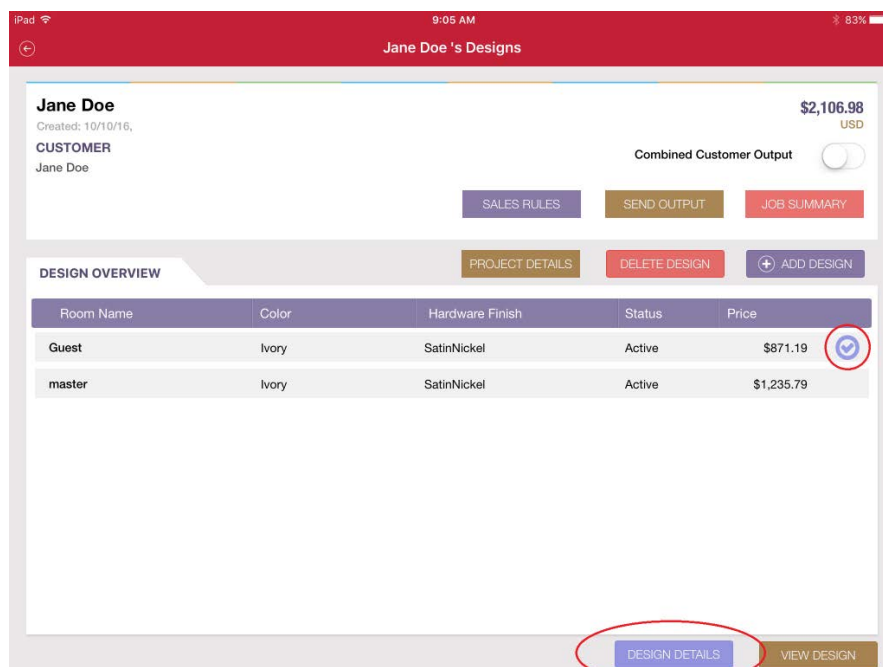 iPad 9:05 AM 83%
Jane Doe 's Designs
Jane Doe $2,106.98
Created: 10/10/16, USD
CUSTOMER Combined Customer Output
Jane Doe
SALES RULES SEND OUTPUT JOB SUMMARY
DESIGN OVERVIEW PROJECT DETAILS DELETE DESIGN ADD DESIGN
Room Name Color Hardware Finish Status Price
Guest Ivory SatinNickel Active $871.19
master Ivory SatinNickel Active $1,235.79
DESIGN DETAILS VIEW DESIGN